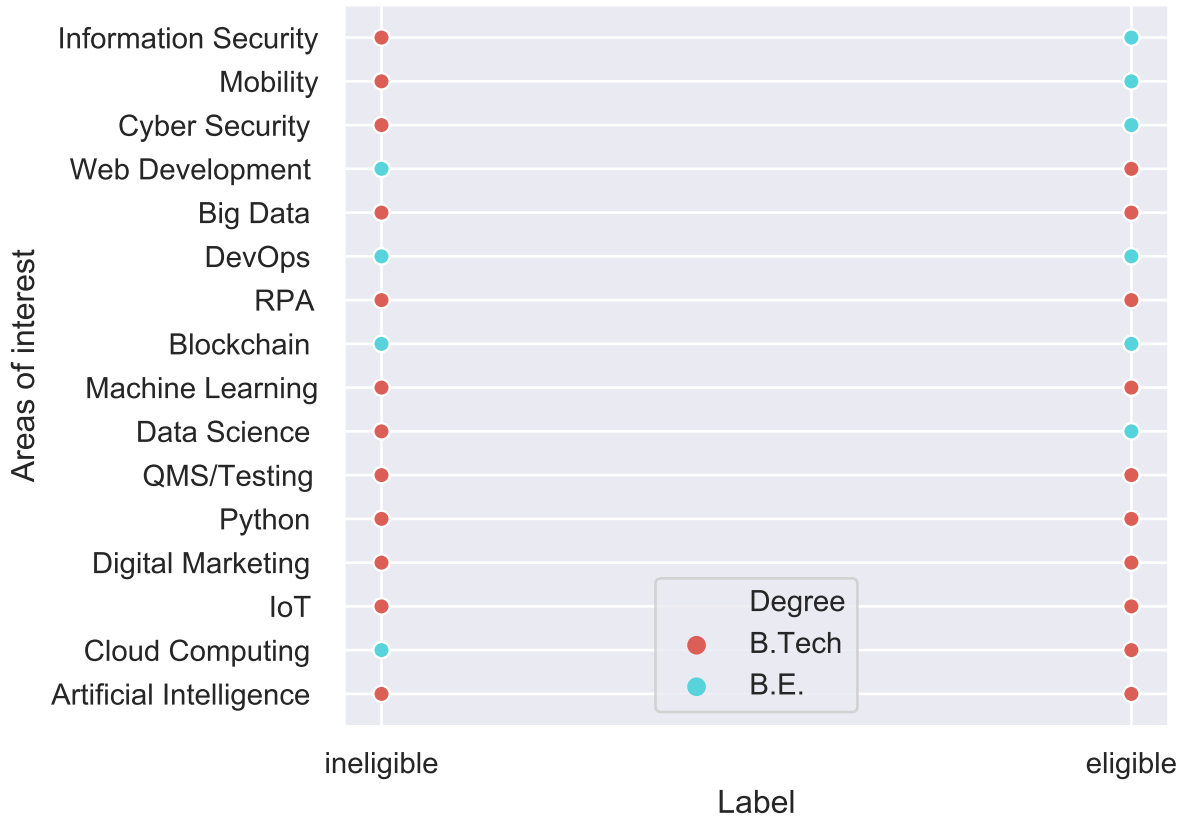 Information Security
Mobility
Cyber Security
Web Development
Big Data
DevOps
RPA
Blockchain
Machine Learning
Data Science
QMS/Testing
Python
Digital Marketing
IoT
Cloud Computing
Artificial Intelligence
Areas of interest
Degree
B.Tech
B.E.
ineligible
eligible
Label